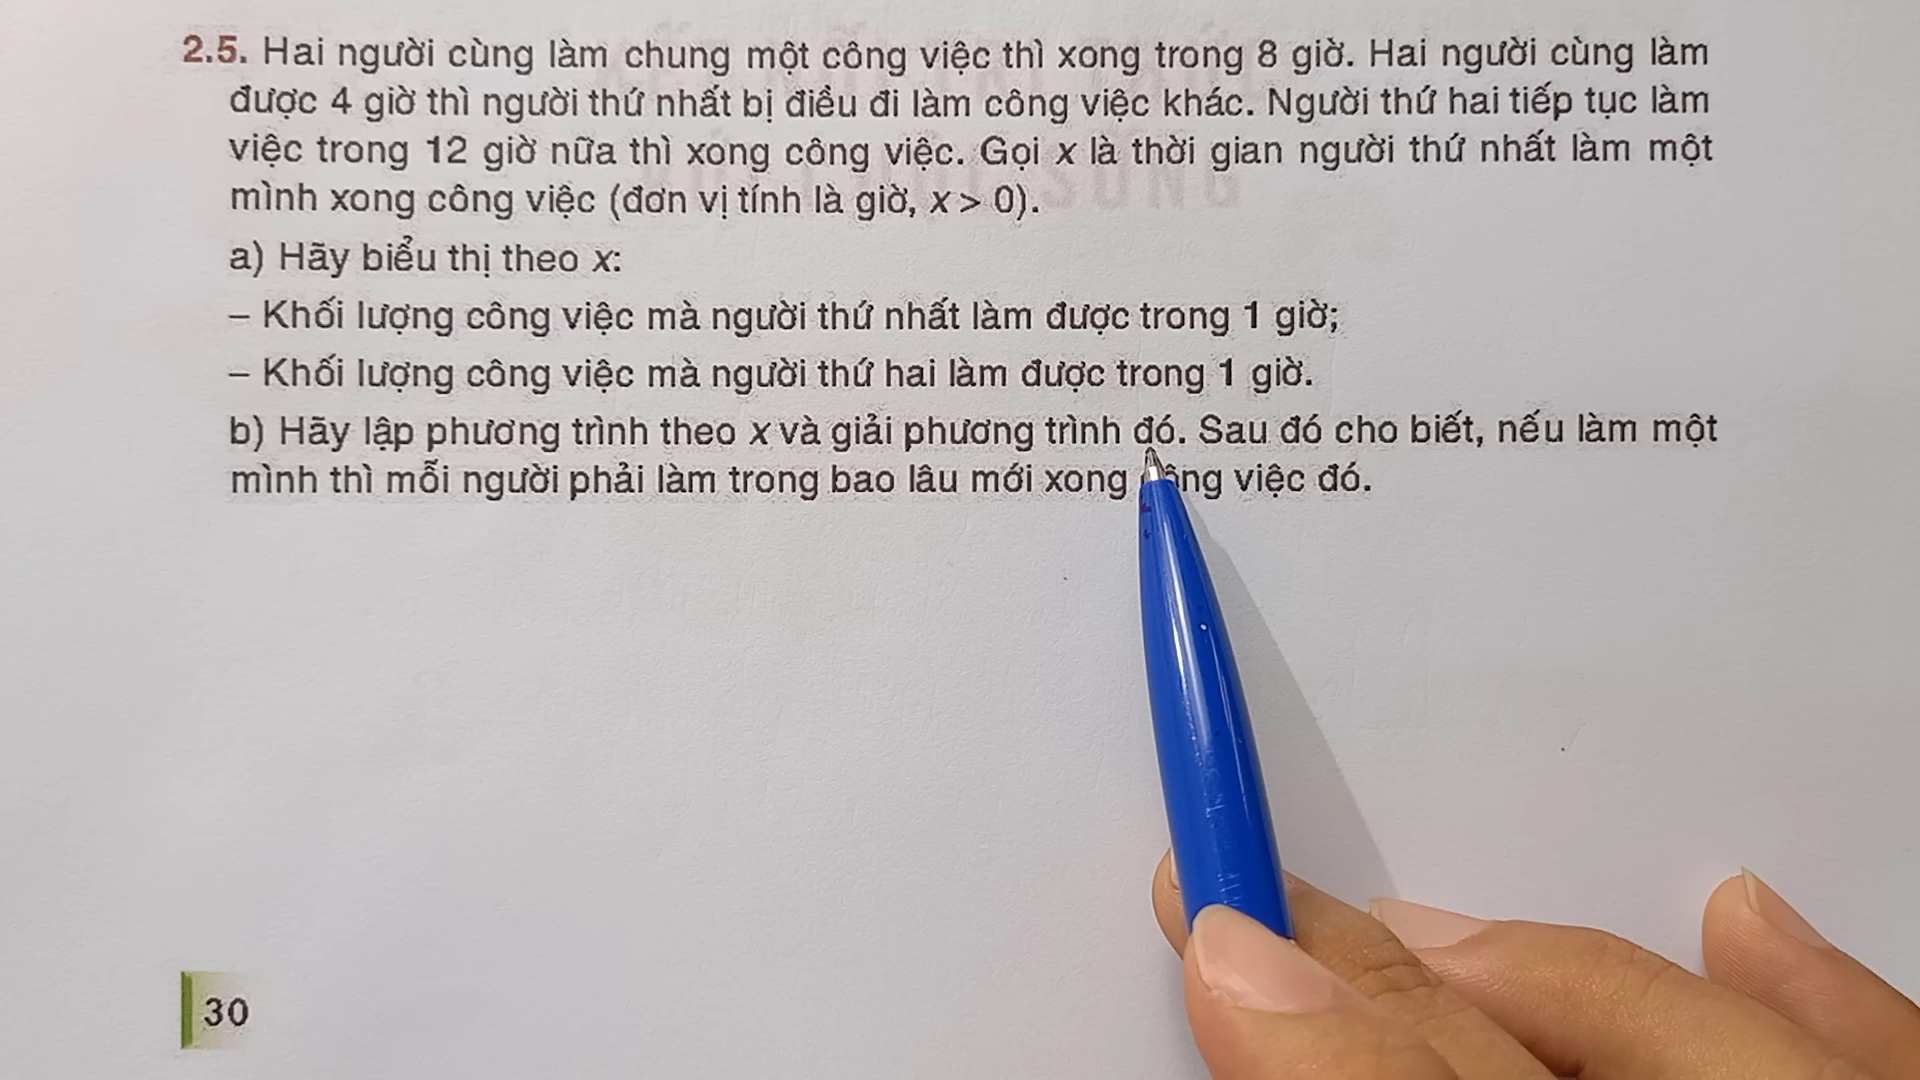 2.5. Hai người cùng làm chung một công việc thì xong trong 8 giờ. Hai người cùng làm
được 4 giờ thì người thứ nhất bị điều đi làm công việc khác. Người thứ hai tiếp tục làm
việc trong 12 giờ nữa thì xong công việc. Gọi x là thời gian người thứ nhất làm một
mình xong công việc (đơn vị tính là giờ, x > 0).
a) Hãy biểu thị theo x:
– Khối lượng công việc mà người thứ nhất làm được trong 1 giờ;
– Khối lượng công việc mà người thứ hai làm được trong 1 giờ.
b) Hãy lập phương trình theo x và giải phương trình đó. Sau đó cho biết, nếu làm một
mình thì mỗi người phải làm trong bao lâu mới xong công việc đó.
30